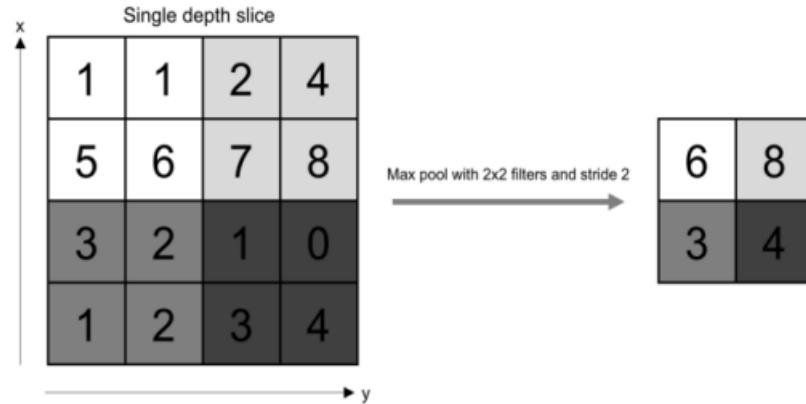 Single depth slice
x
1 1 2 4
5 6 7 8
3 2 1 0
1 2 3 4
y
Max pool with 2x2 filters and stride 2
6 8
3 4